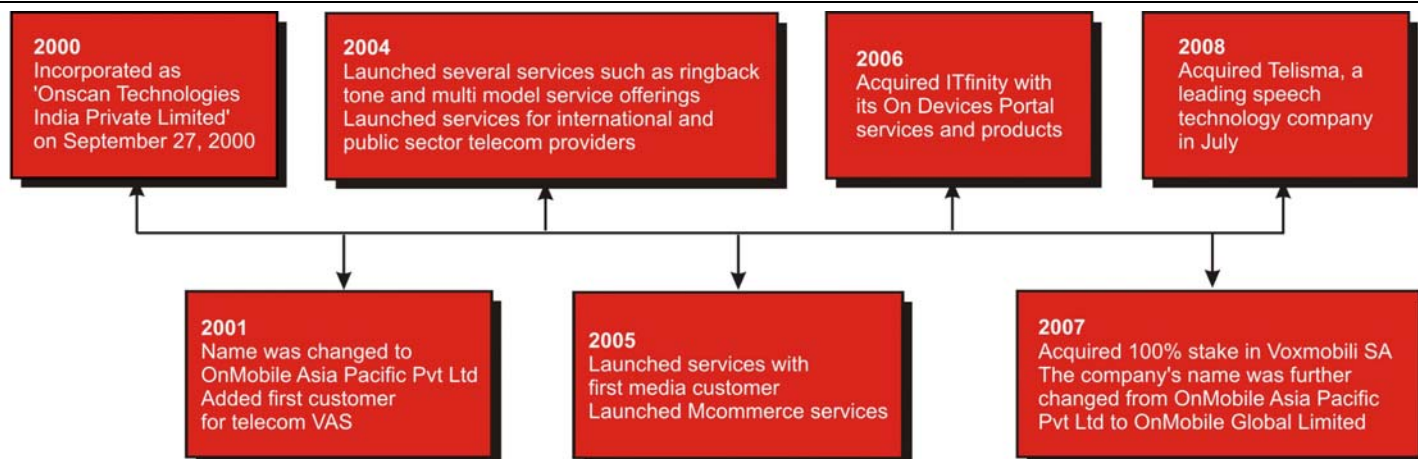 2000
Incorporated as
'Onscan Technologies
India Private Limited'
on September 27, 2000
2001
Name was changed to
OnMobile Asia Pacific Pvt Ltd
Added first customer
for telecom VAS
2004
Launched several services such as ringback
tone and multi model service offerings
Launched services for international and
public sector telecom providers
2005
Launched services with
first media customer
Launched Mcommerce services
2006
Acquired ITfinity with
its On Devices Portal
services and products
2007
Acquired 100% stake in Voxmobili SA
The company's name was further
changed from OnMobile Asia Pacific
Pvt Ltd to OnMobile Global Limited
2008
Acquired Telisma, a
leading speech
technology company
in July